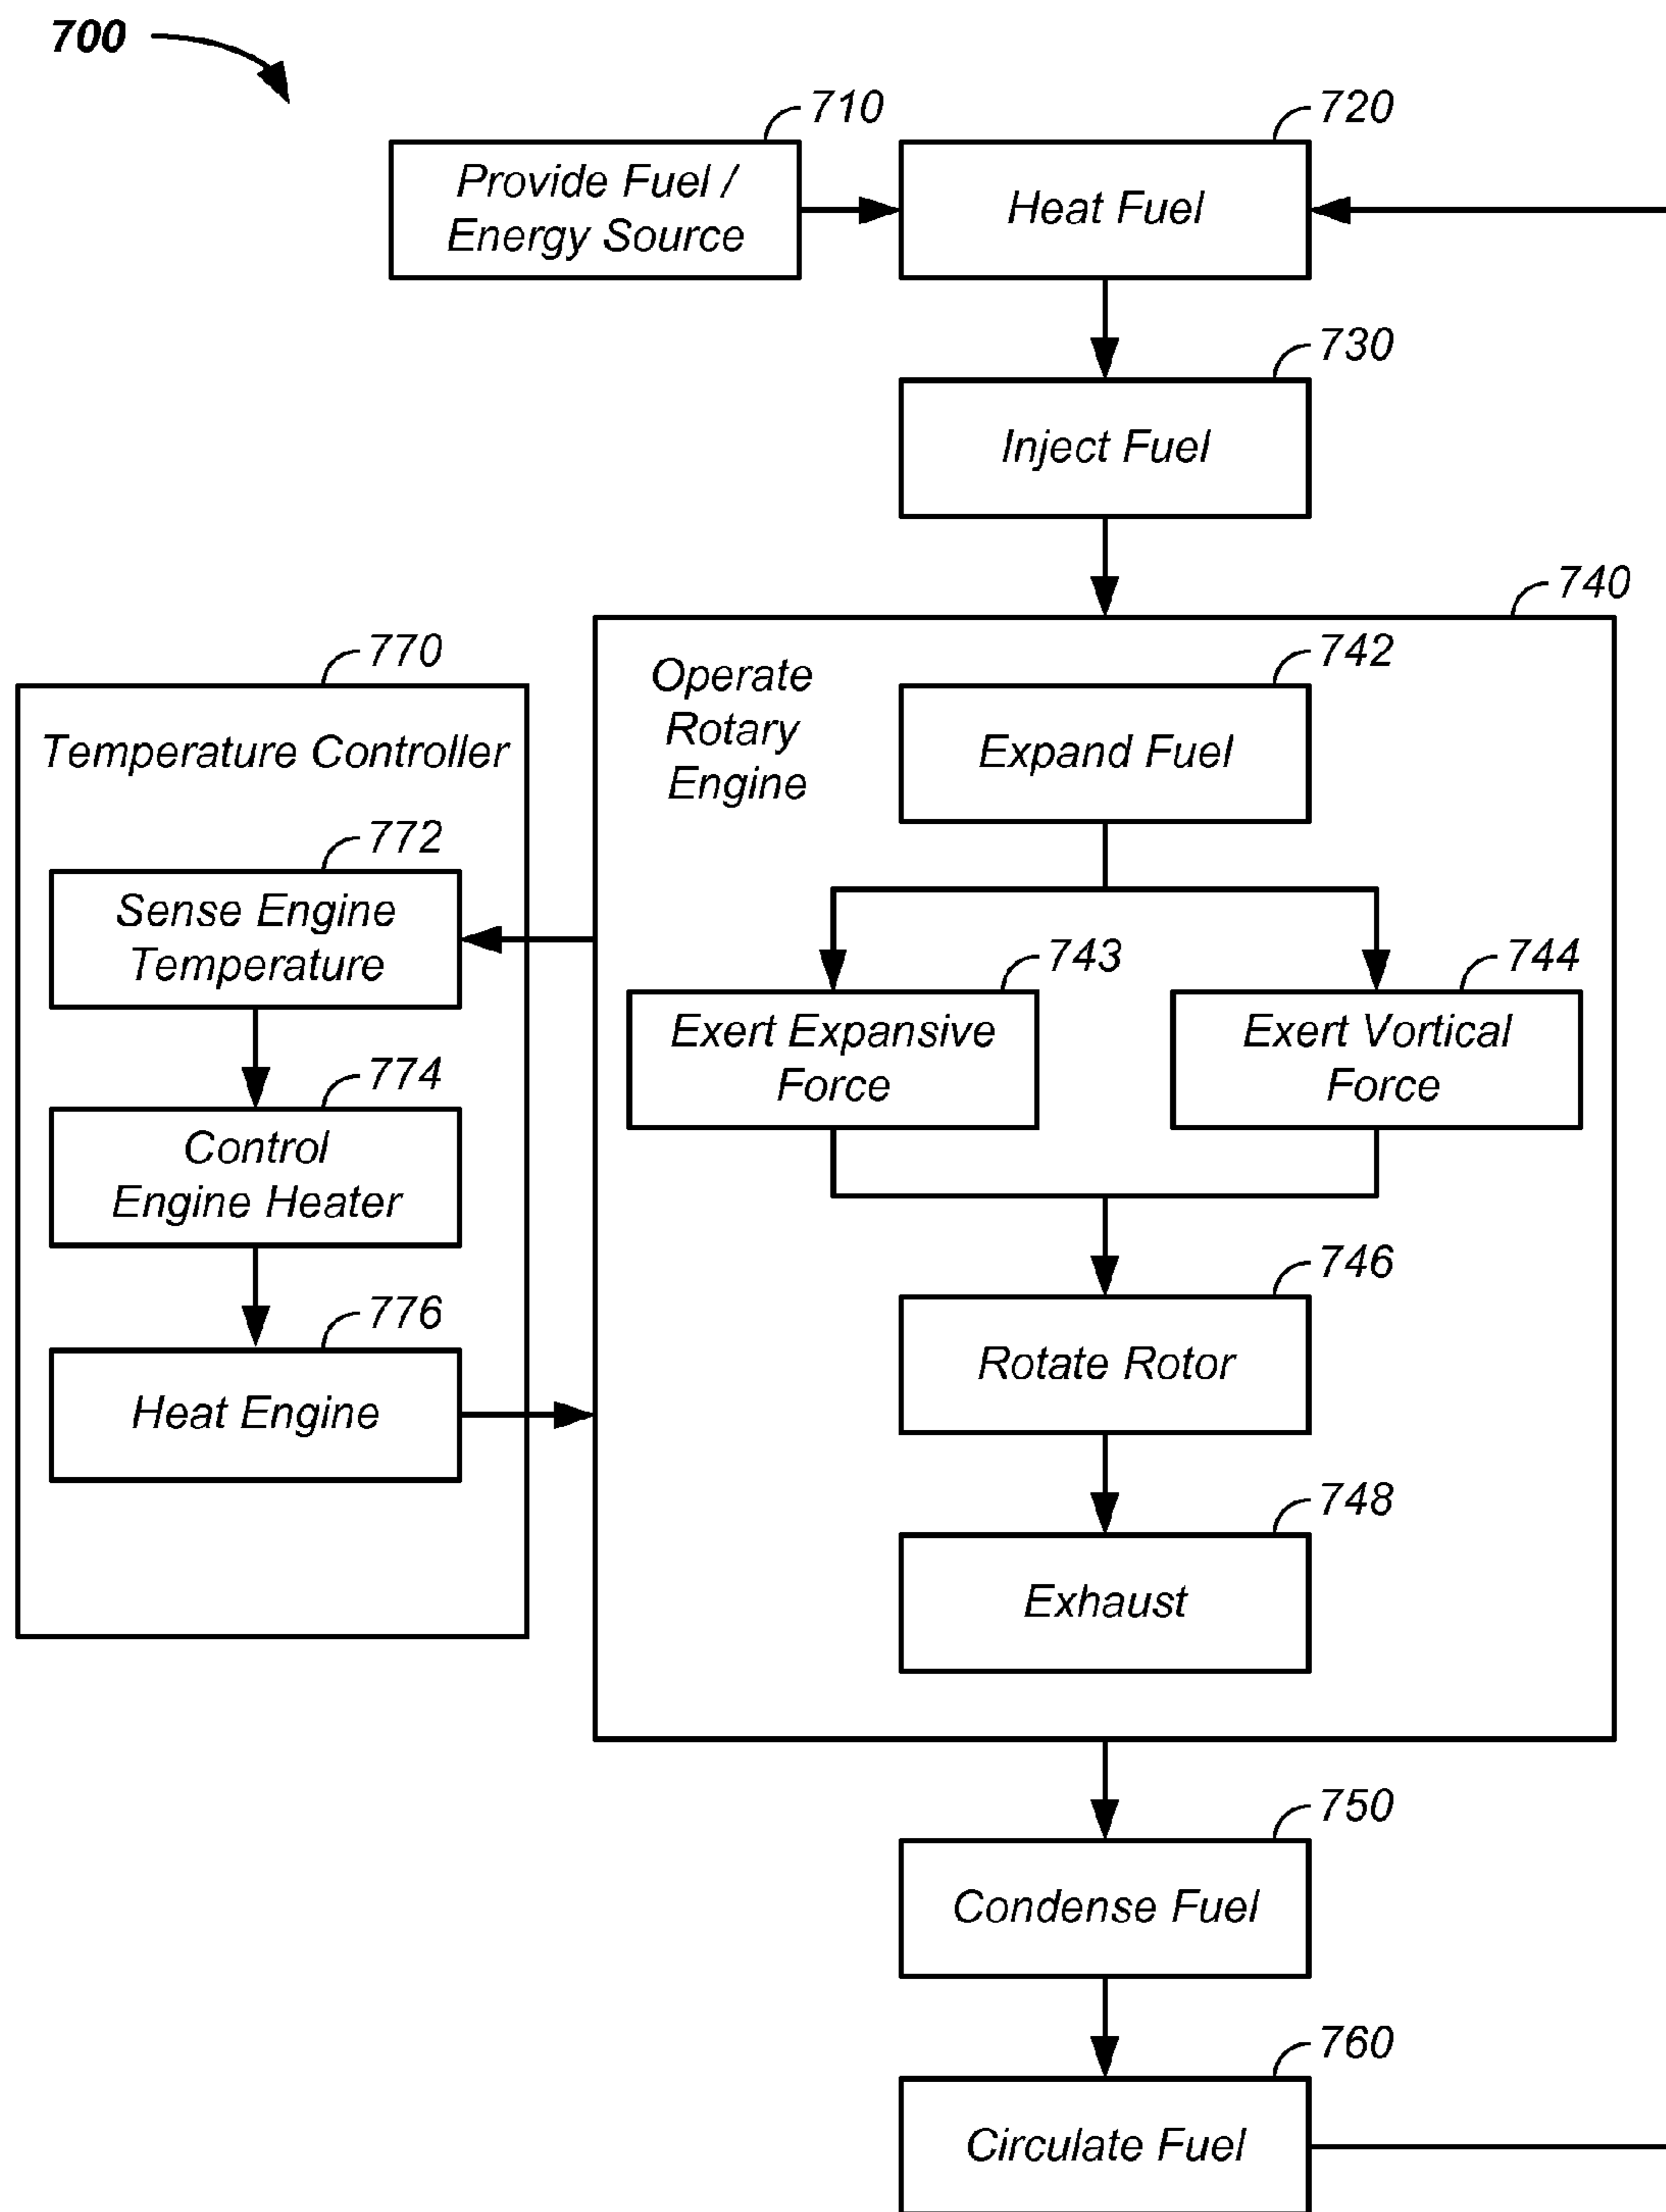 700
710
Provide Fuel /
Energy Source
720
Heat Fuel
730
Inject Fuel
740
Operate
Rotary
Engine
742
Expand Fuel
743
Exert Expansive
Force
744
Exert Vortical
Force
746
Rotate Rotor
748
Exhaust
770
Temperature Controller
772
Sense Engine
Temperature
774
Control
Engine Heater
776
Heat Engine
750
Condense Fuel
760
Circulate Fuel